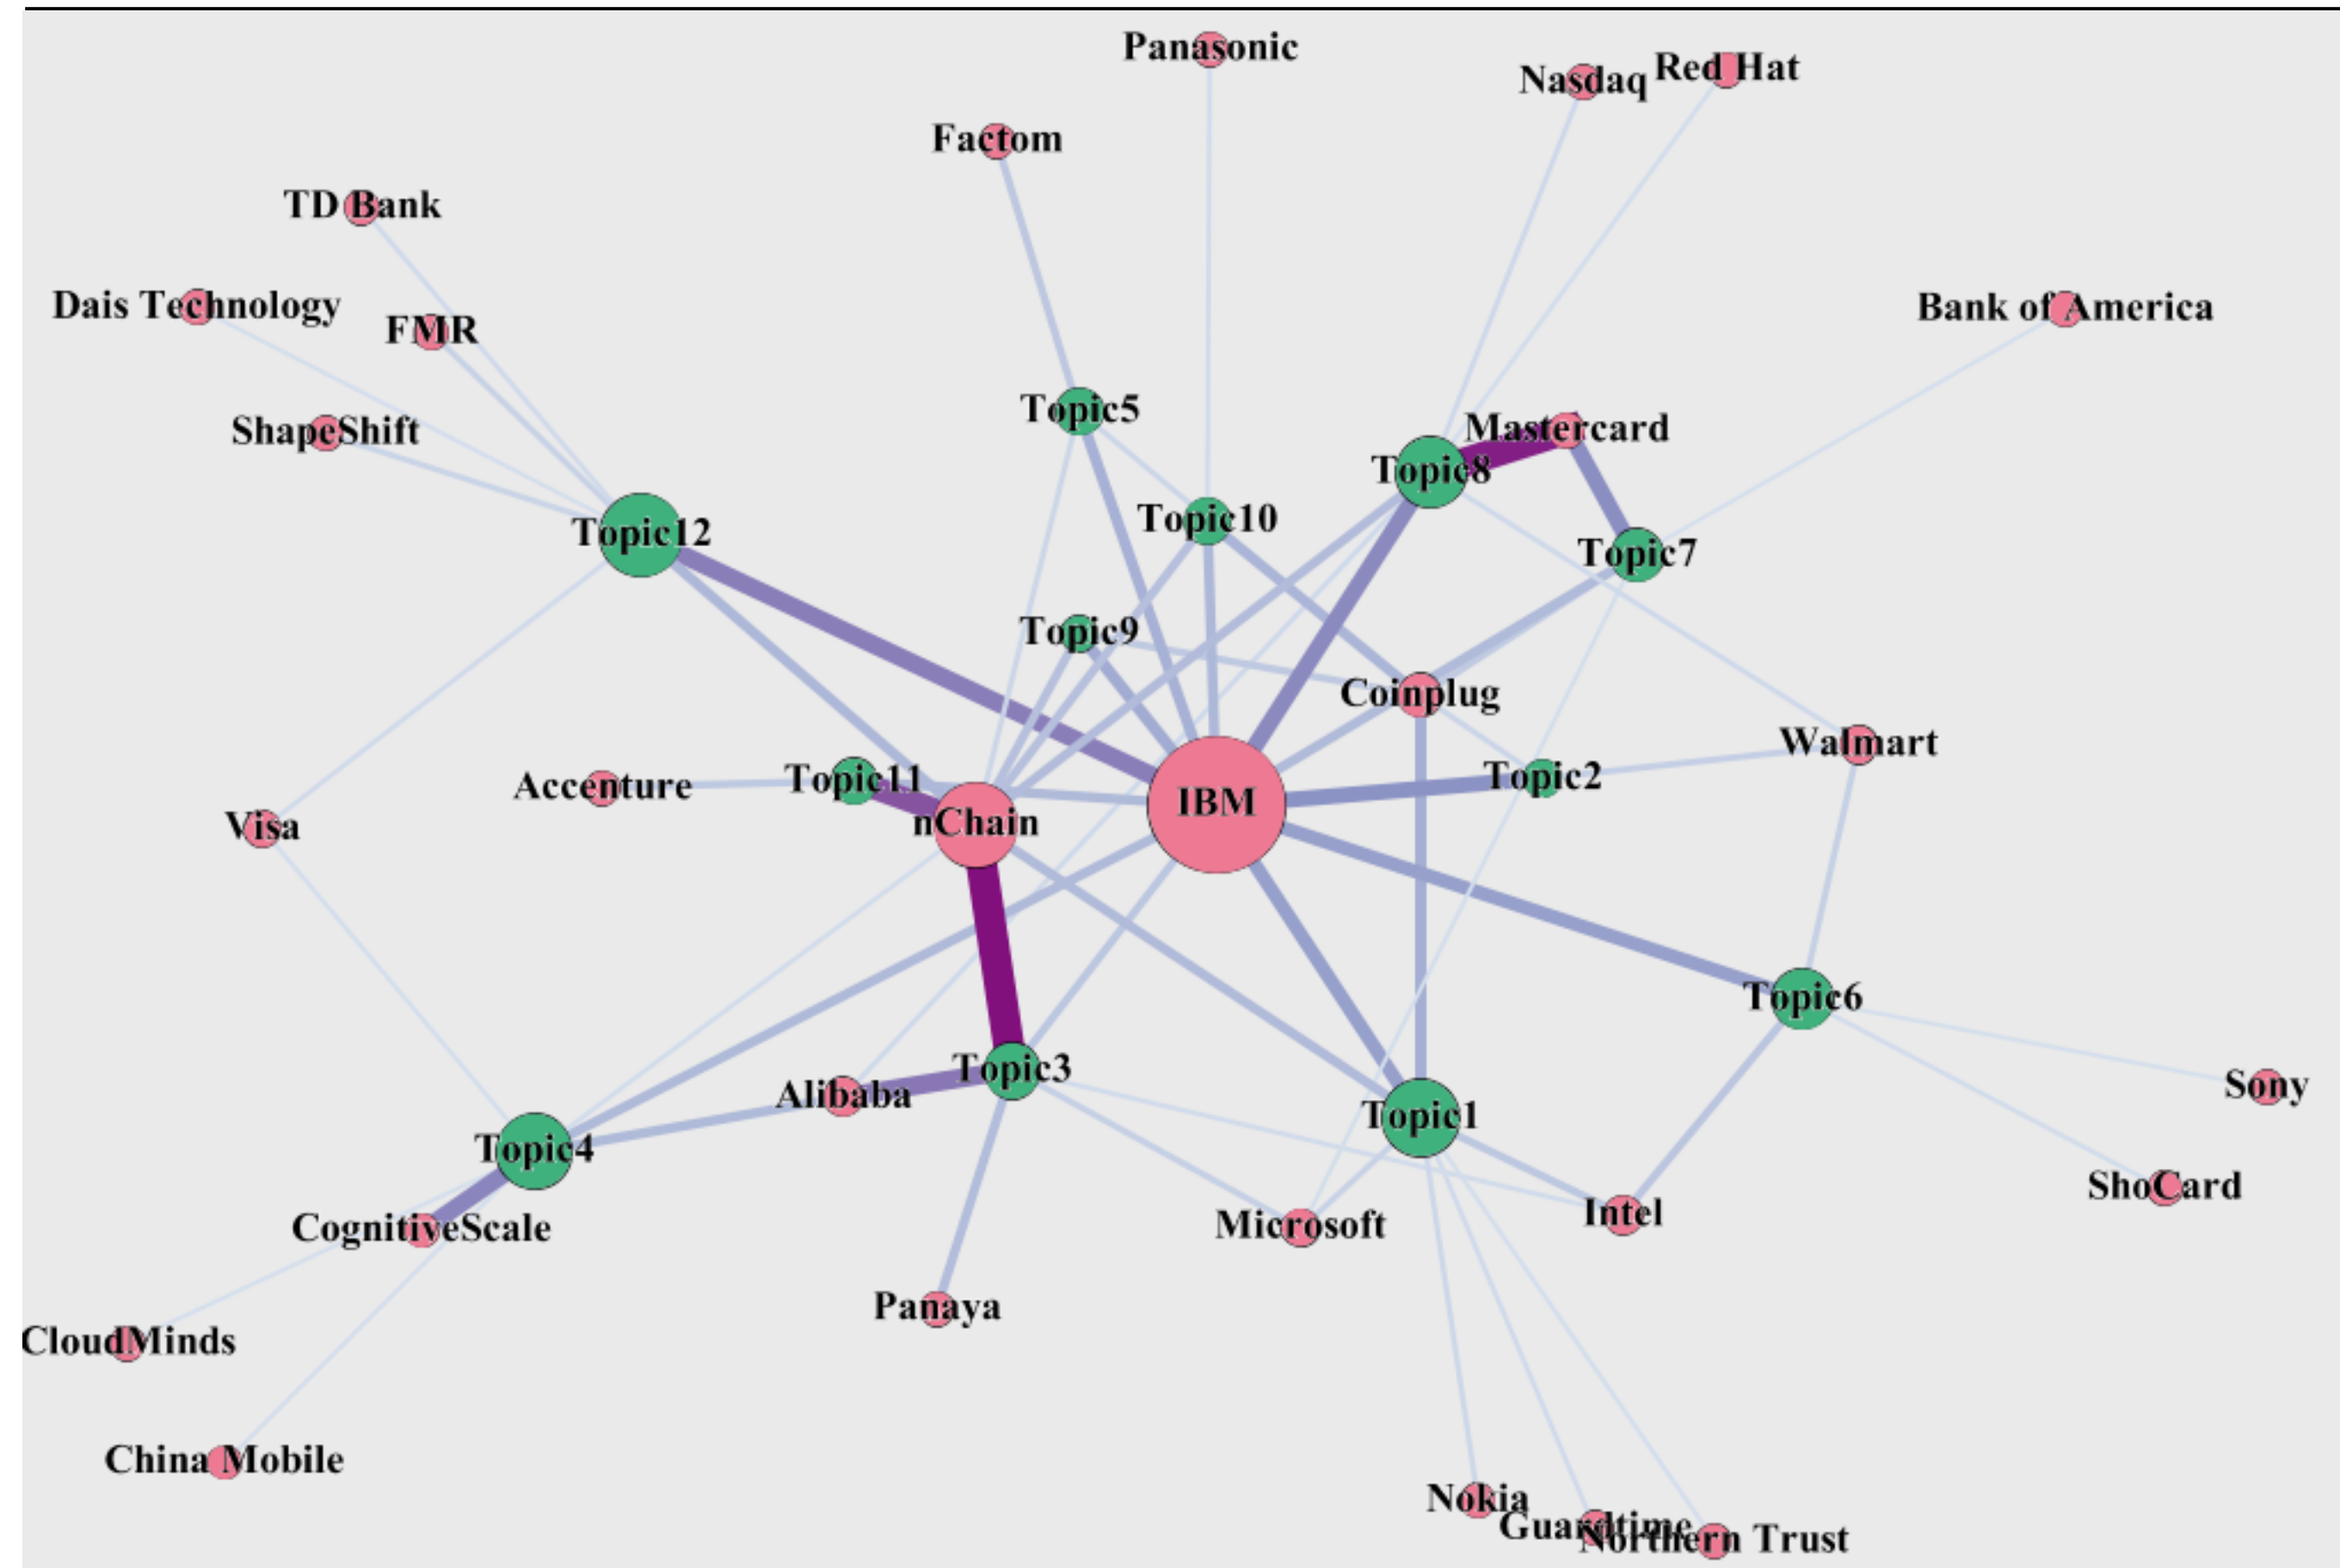 Panasonic
Nasdaq
Red Hat
Factom
TD Bank
Dais Technology
FMR
Bank of America
ShapeShift
Topic5
Mastercard
Topic8
Topic12
Topic10
Topic7
Topic9
Coinplug
Walmart
Accenture
Topic11
Topic2
IBM
nChain
Visa
Topic6
Topic3
Alibaba
Sony
Topic1
Topic4
ShoCard
Intel
Microsoft
CognitiveScale
Panaya
CloudMinds
China Mobile
Nokia
Guardtime
Northern Trust